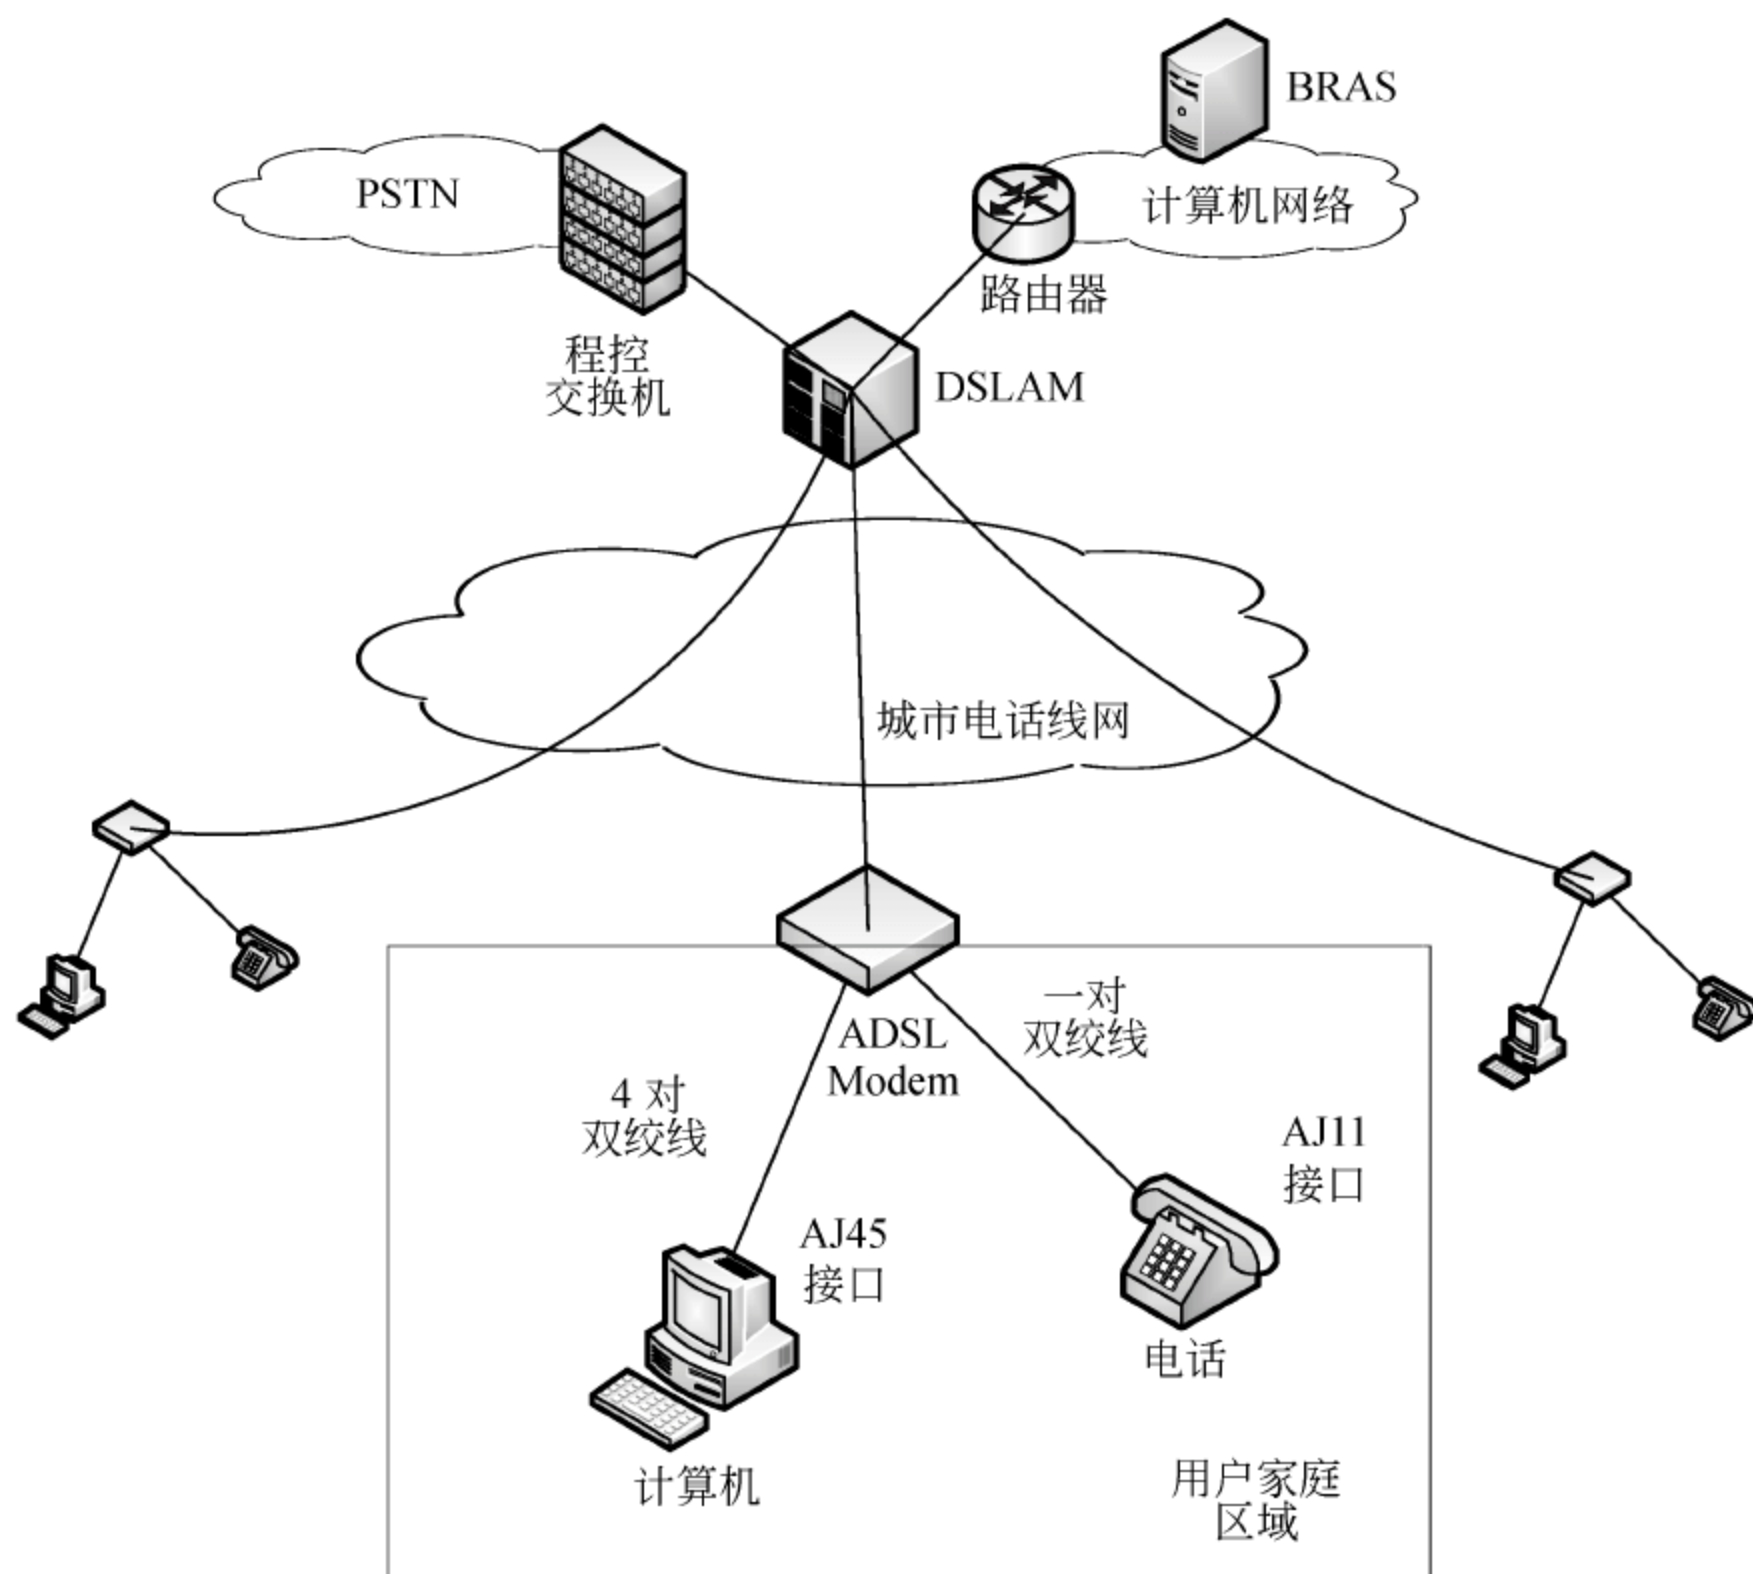 BRAS
PSTN
计算机网络
路由器
程控
交换机
DSLAM
城市电话线网
一对
双绞线
ADSL
Modem
4 对
双绞线
AJ11
接口
AJ45
接口
电话
计算机
用户家庭
区域